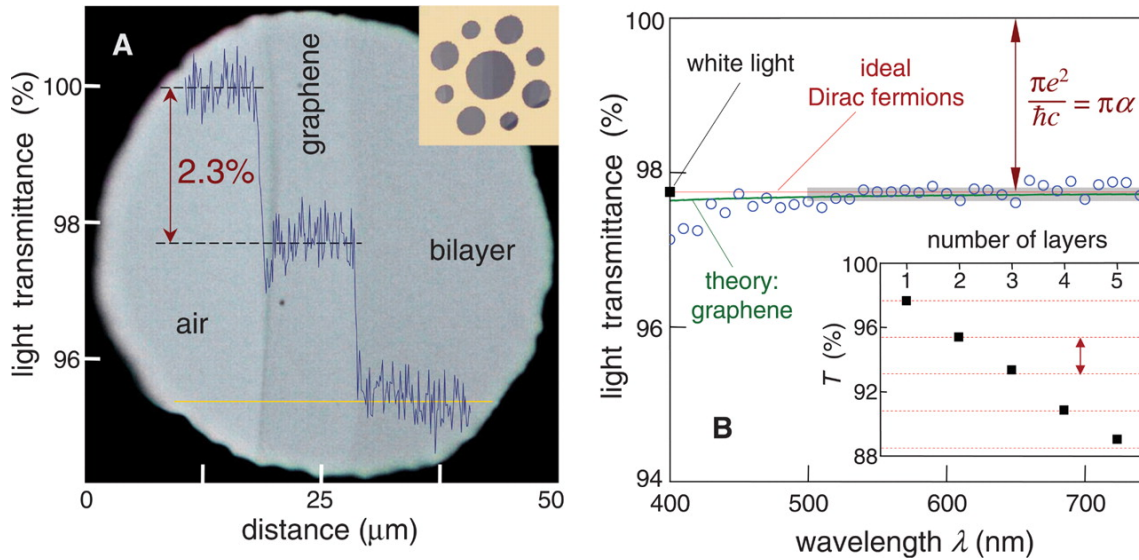 A
100
98
96
light transmittance (%)
2.3%
graphene
air
bilayer
0
25
50
distance (μm)
B
100
98
96
94
light transmittance (%)
white light
ideal
Dirac fermions
πe²/ħc = πα
theory:
graphene
number of layers
1 2 3 4 5
100
96
92
88
T (%)
400 500 600 700
wavelength λ (nm)